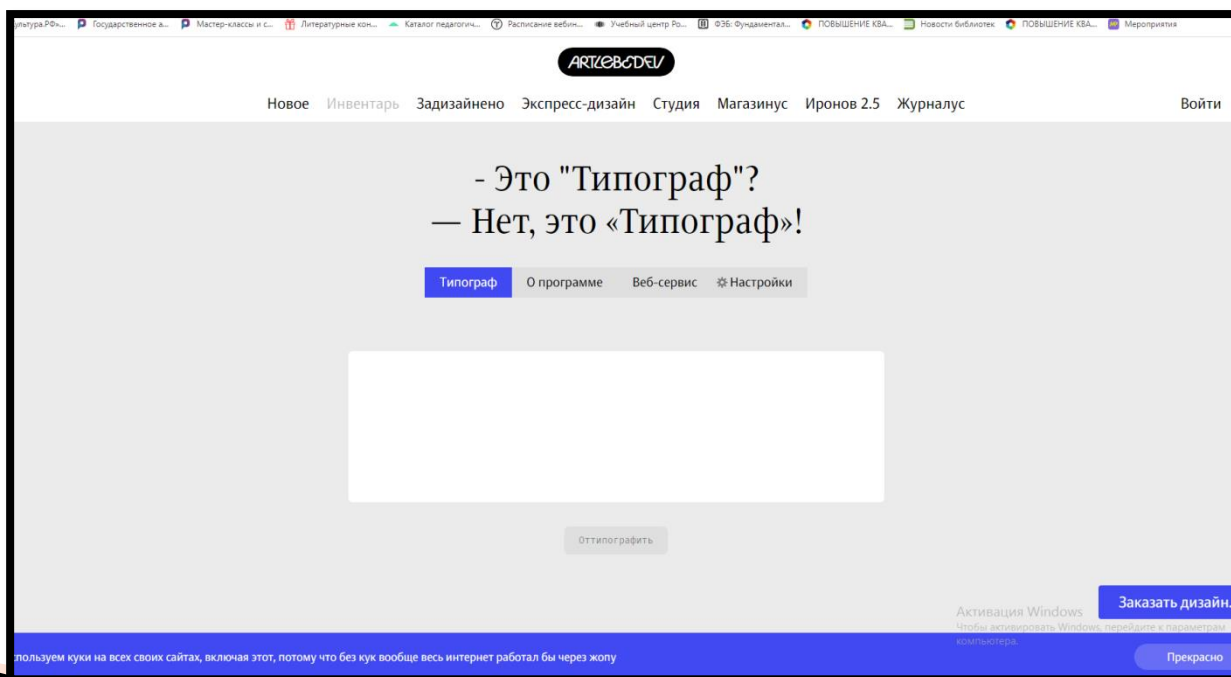 ультура.РФ»... Государственное а... Мастер-классы и с... Литературные кон... Каталог педагогич... Расписание вебин... Учебный центр Ро... ФЭБ: Фундаментал... ПОВЫШЕНИЕ КВА... Новости библиотек ПОВЫШЕНИЕ КВА... Мероприятия
ARTLEBEDEV
Новое Инвентарь Задизайнено Экспресс-дизайн Студия Магазинус Иронов 2.5 Журналус Войти
- Это "Типограф"?
— Нет, это «Типограф»!
Типограф О программе Веб-сервис Настройки
Оттипографить
Заказать дизайн.
Активация Windows
Чтобы активировать Windows, перейдите к параметрам
компьютера.
пользуем куки на всех своих сайтах, включая этот, потому что без кук вообще весь интернет работал бы через жопу
Прекрасно